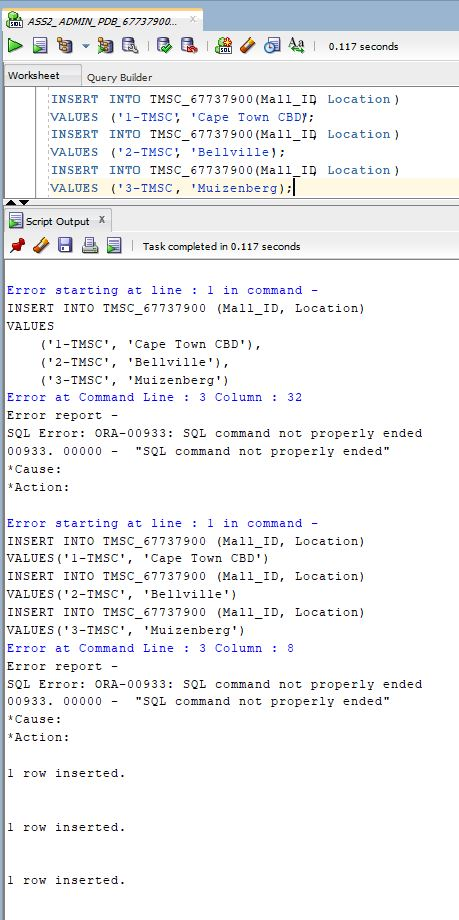 ASS2_ADMIN_PDB_67737900...
SQL
0.117 seconds
Worksheet
Query Builder
INSERT INTO TMSC_67737900(Mall_ID, Location)
VALUES ('1-TMSC', 'Cape Town CBD');
INSERT INTO TMSC_67737900(Mall_ID, Location)
VALUES ('2-TMSC', 'Bellville);
INSERT INTO TMSC_67737900(Mall_ID, Location)
VALUES ('3-TMSC, 'Muizenberg);
Script Output x
Task completed in 0.117 seconds
Error starting at line : 1 in command -
INSERT INTO TMSC_67737900 (Mall_ID, Location)
VALUES
('1-TMSC', 'Cape Town CBD'),
('2-TMSC', 'Bellville'),
('3-TMSC', 'Muizenberg')
Error at Command Line : 3 Column : 32
Error report -
SQL Error: ORA-00933: SQL command not properly ended
00933. 00000 - "SQL command not properly ended"
*Cause:
*Action:
Error starting at line : 1 in command -
INSERT INTO TMSC_67737900 (Mall_ID, Location)
VALUES('1-TMSC', 'Cape Town CBD')
INSERT INTO TMSC_67737900 (Mall_ID, Location)
VALUES('2-TMSC', 'Bellville')
INSERT INTO TMSC_67737900 (Mall_ID, Location)
VALUES('3-TMSC', 'Muizenberg')
Error at Command Line : 3 Column : 8
Error report -
SQL Error: ORA-00933: SQL command not properly ended
00933. 00000 - "SQL command not properly ended"
*Cause:
*Action:
1 row inserted.
1 row inserted.
1 row inserted.